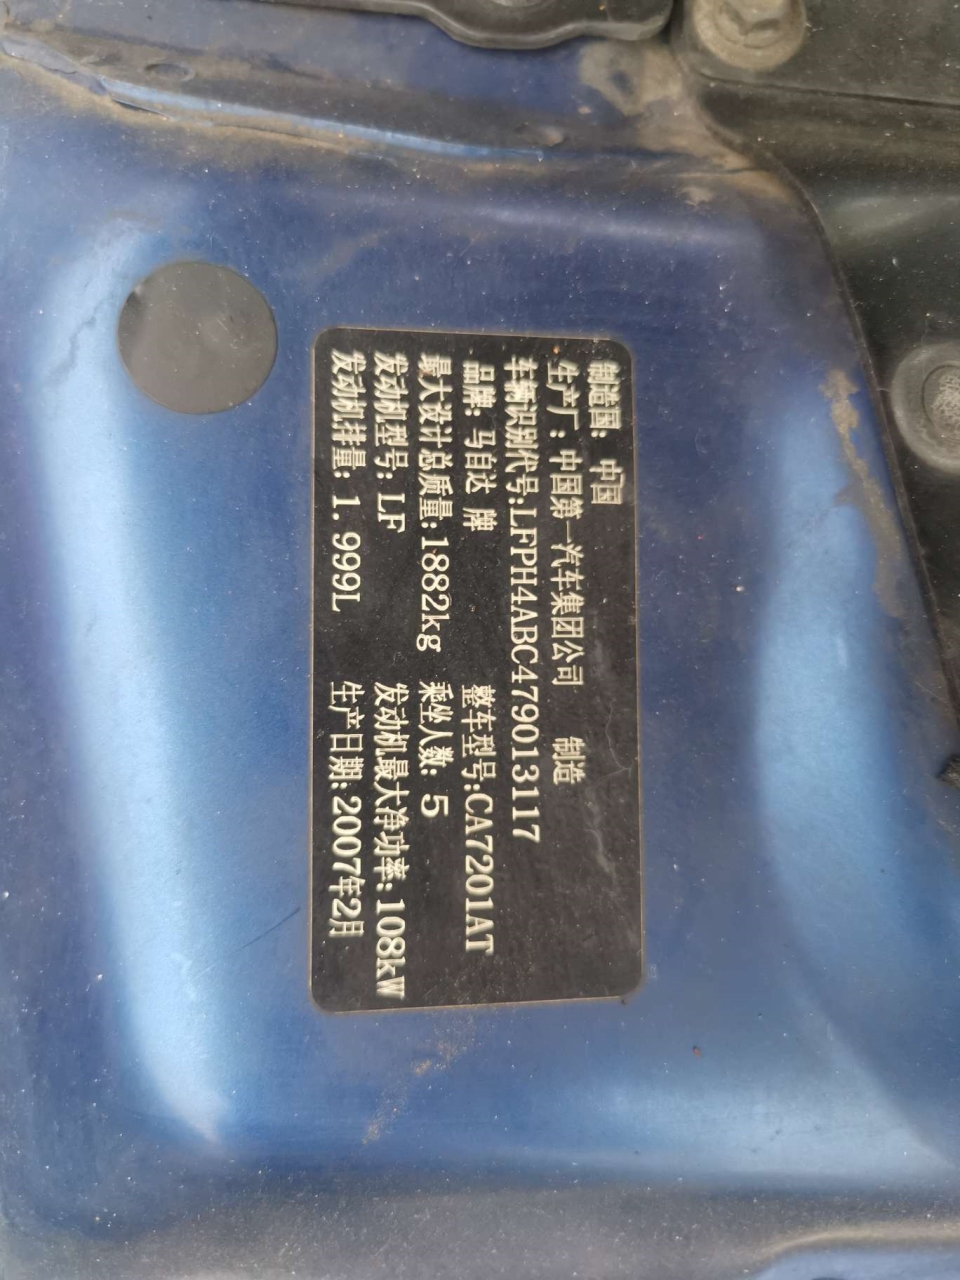 制造国: 中国
生产厂: 中国第一汽车集团公司 制造
车辆识别代号:LFPH4ABC479013117
品牌: 马自达 牌 整车型号:CA7201AT
最大设计总质量:1882kg 乘坐人数: 5
发动机型号: LF 发动机最大净功率:108kW
发动机排量: 1.999L 生产日期:2007年2月